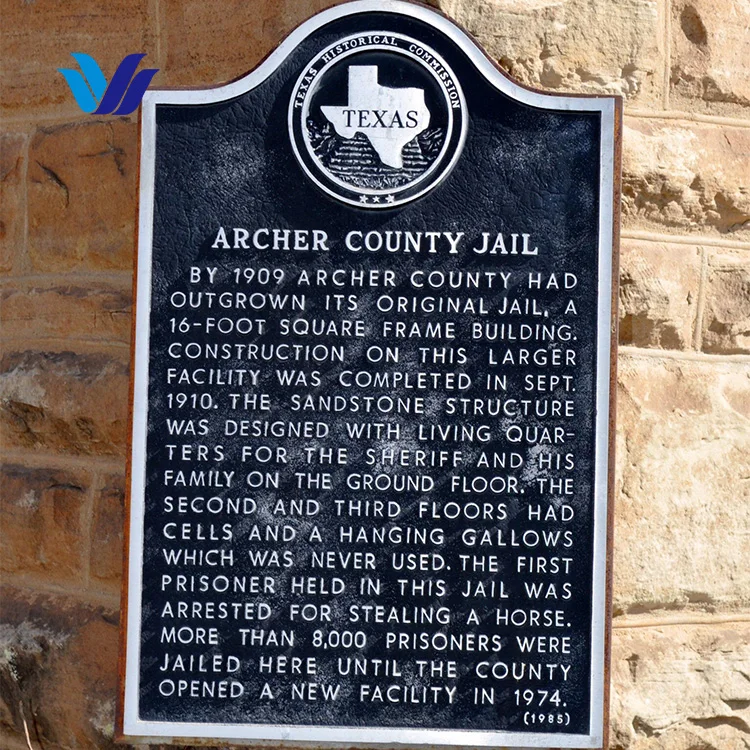 TEXAS HISTORICAL COMMISSION
TEXAS
ARCHER COUNTY JAIL
BY 1909 ARCHER COUNTY HAD
OUTGROWN ITS ORIGINAL JAIL, A
16-FOOT SQUARE FRAME BUILDING.
CONSTRUCTION ON THIS LARGER
FACILITY WAS COMPLETED IN SEPT.
1910. THE SANDSTONE STRUCTURE
WAS DESIGNED WITH LIVING QUAR-
TERS FOR THE SHERIFF AND HIS
FAMILY ON THE GROUND FLOOR. THE
SECOND AND THIRD FLOORS HAD
CELLS AND A HANGING GALLOWS
WHICH WAS NEVER USED. THE FIRST
PRISONER HELD IN THIS JAIL WAS
ARRESTED FOR STEALING A HORSE.
MORE THAN 8,000 PRISONERS WERE
JAILED HERE UNTIL THE COUNTY
OPENED A NEW FACILITY IN 1974.
(1985)